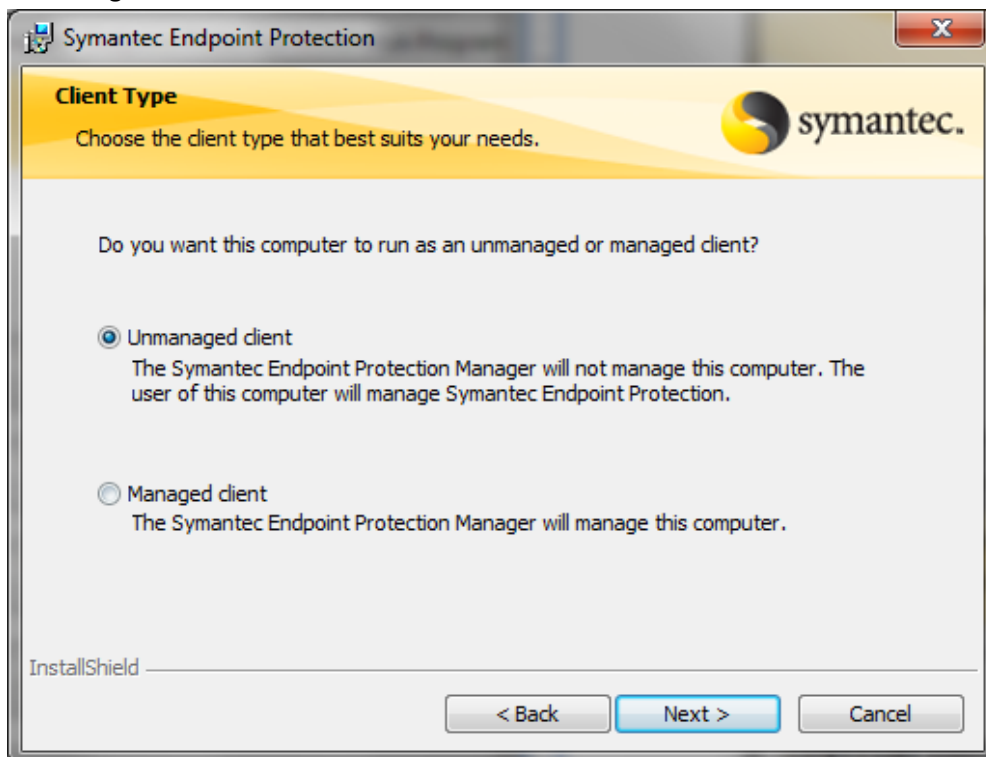 Symantec Endpoint Protection
Client Type
Choose the client type that best suits your needs.
symantec.
Do you want this computer to run as an unmanaged or managed client?
Unmanaged client
The Symantec Endpoint Protection Manager will not manage this computer. The
user of this computer will manage Symantec Endpoint Protection.
Managed client
The Symantec Endpoint Protection Manager will manage this computer.
InstallShield
< Back
Next >
Cancel